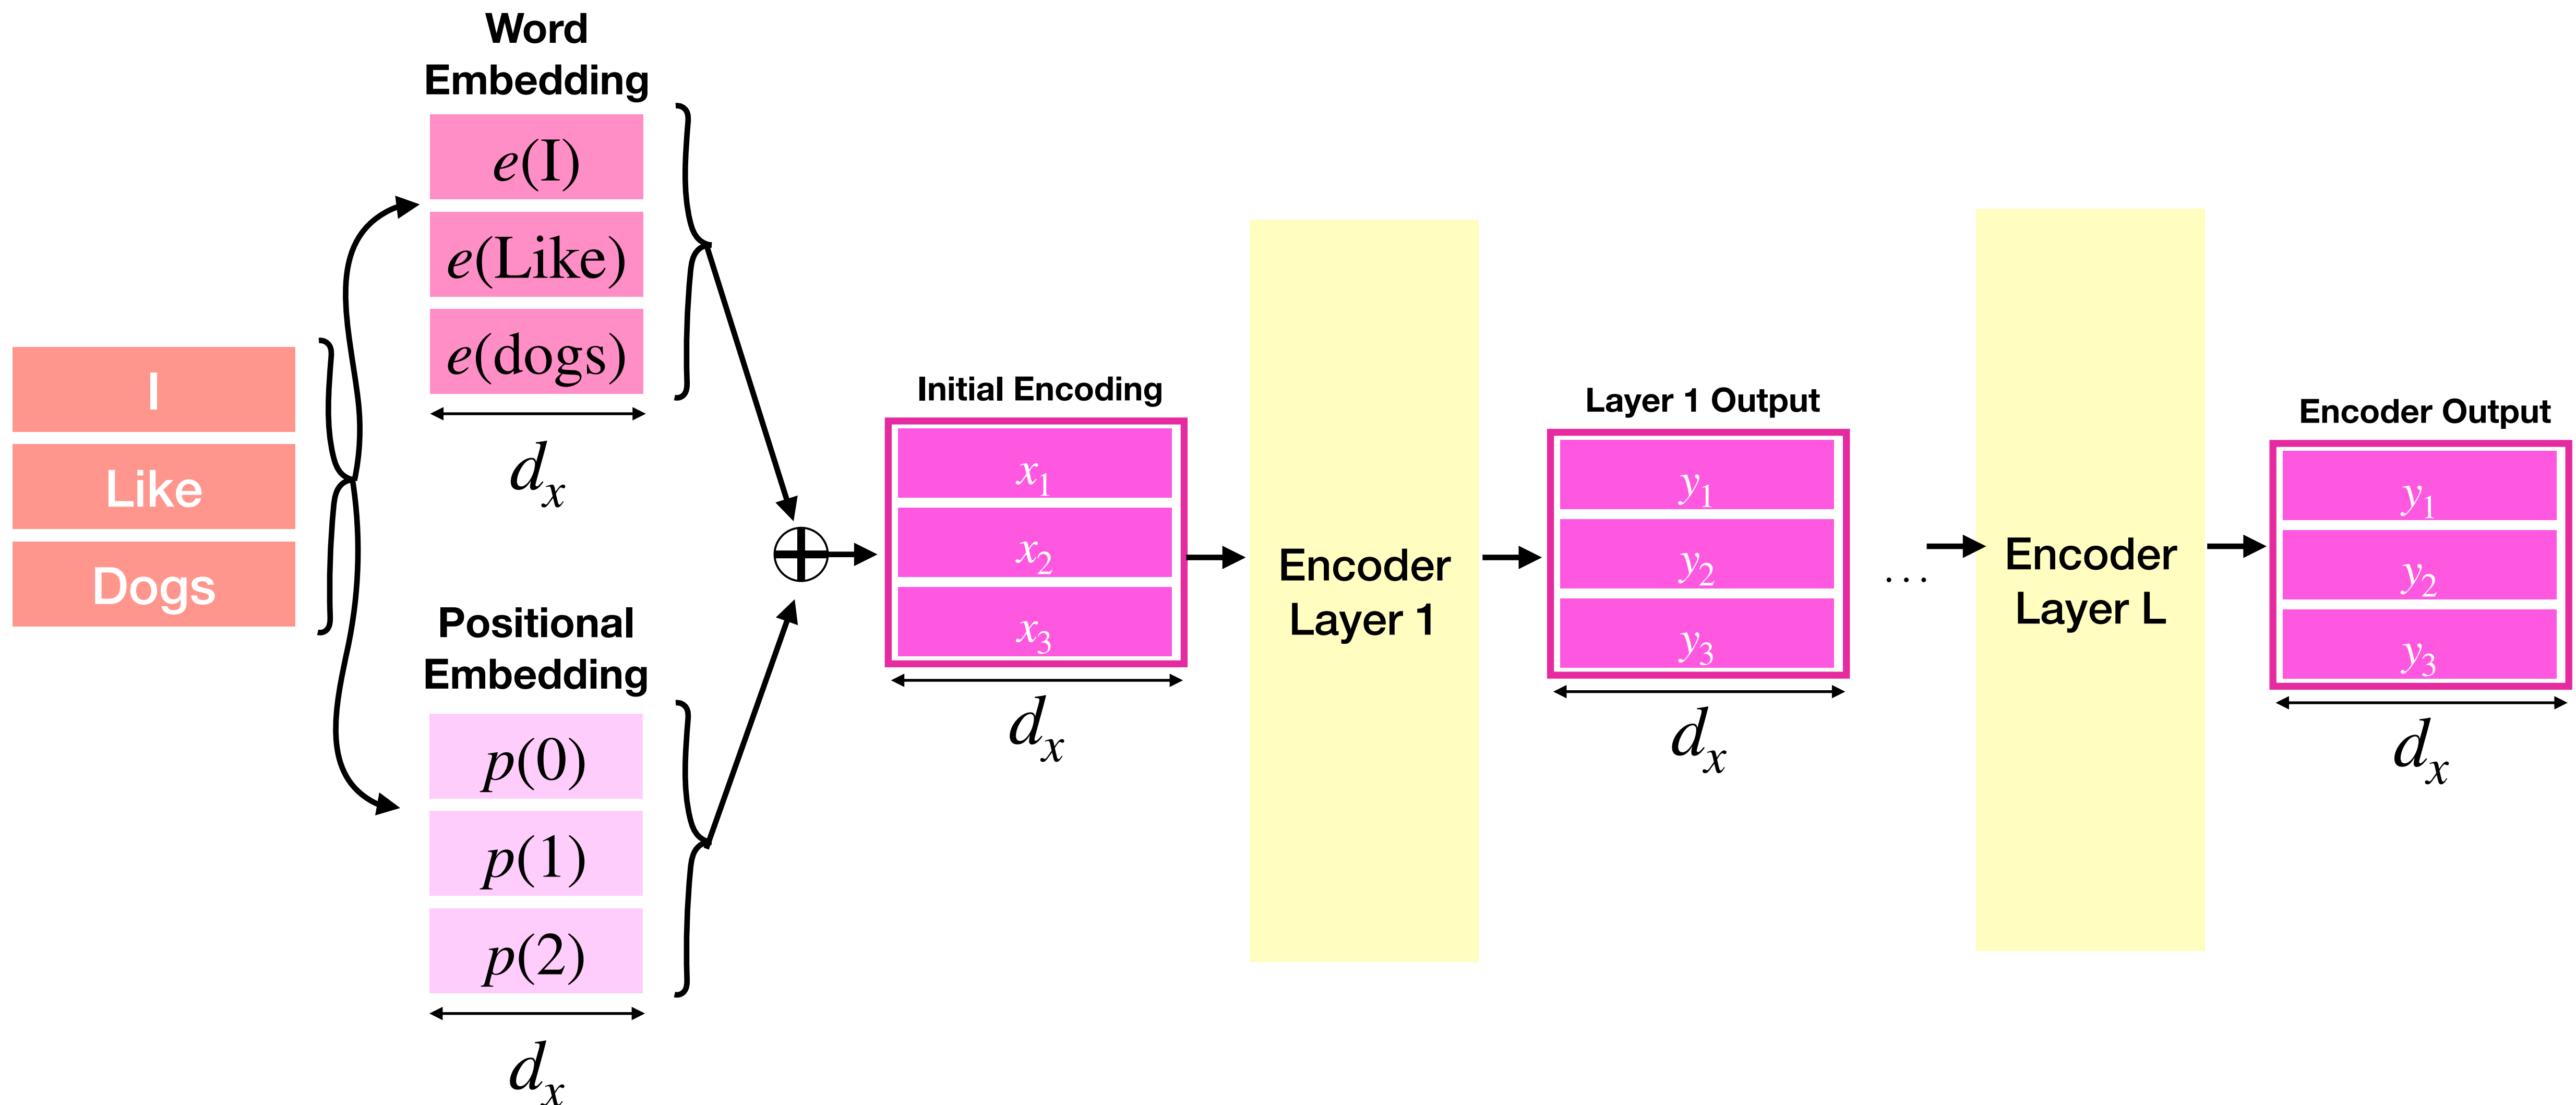 I
Like
Dogs
Word
Embedding
e(I)
e(Like)
e(dogs)
dₓ
Positional
Embedding
p(0)
p(1)
p(2)
dₓ
Initial Encoding
x₁
x₂
x₃
dₓ
Encoder
Layer 1
Layer 1 Output
y₁
y₂
y₃
dₓ
...
Encoder
Layer L
Encoder Output
y₁
y₂
y₃
dₓ